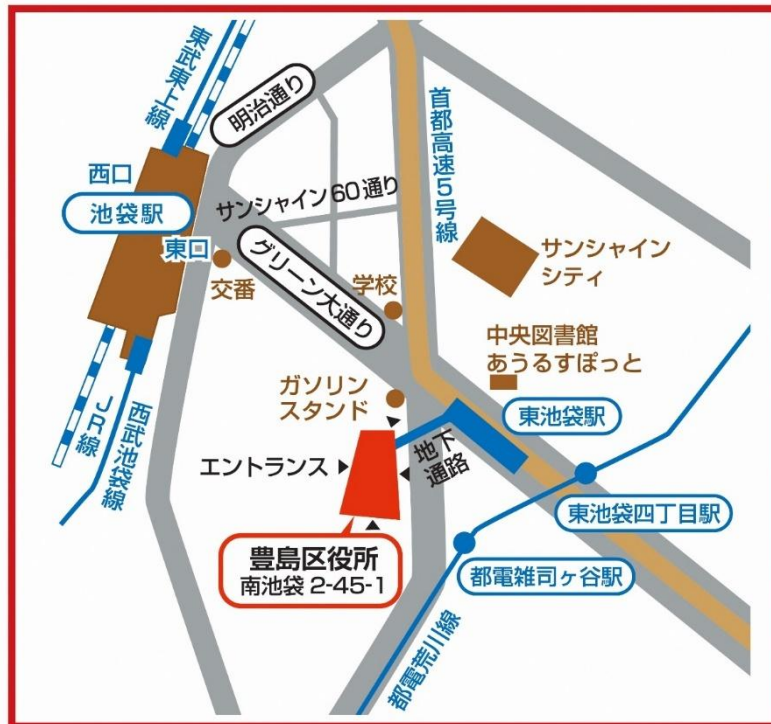 東武東上線
明治通り
首都高速5号線
西口
池袋駅
サンシャイン60通り
東口
交番
グリーン大通り
学校
サンシャイン
シティ
中央図書館
あうるすぽっと
ガソリン
スタンド
東池袋駅
JR線
西武池袋線
エントランス
地下
通路
東池袋四丁目駅
豊島区役所
南池袋 2-45-1
都電雑司ヶ谷駅
都電荒川線